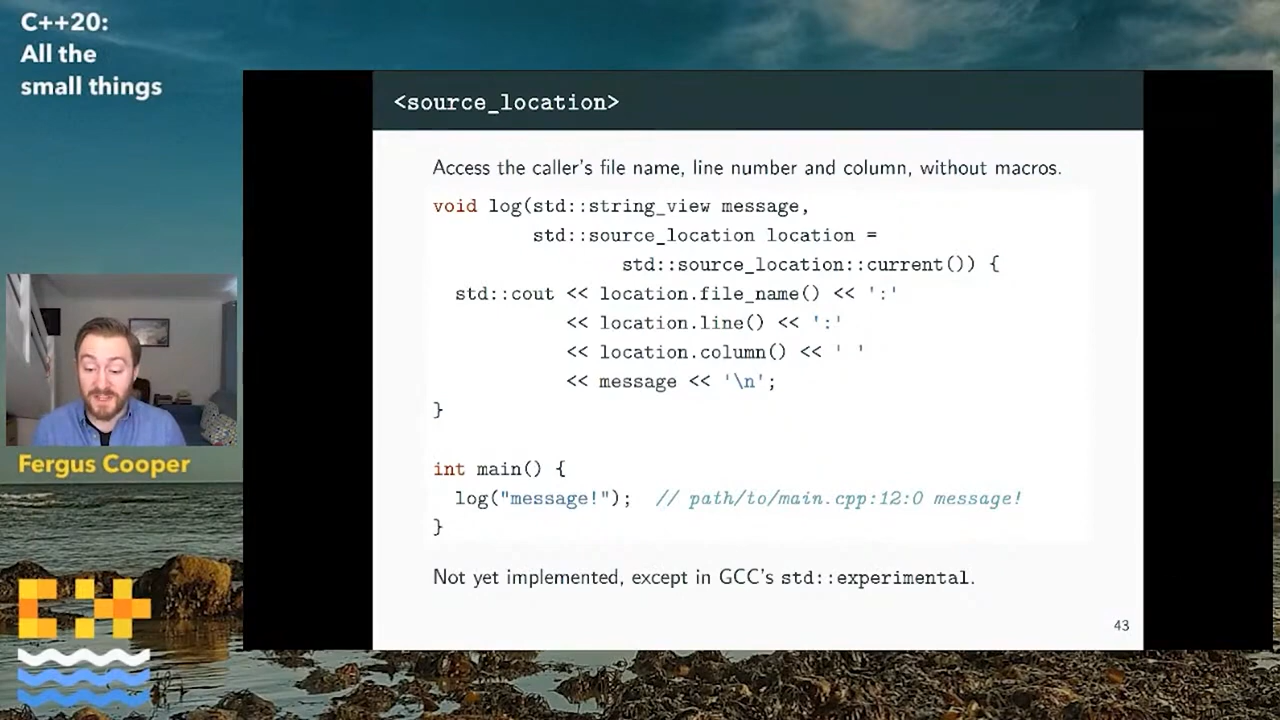 C++20:
All the
small things
<source_location>
Access the caller's file name, line number and column, without macros.
void log(std::string_view message,
std::source_location location =
std::source_location::current()) {
std::cout << location.file_name() << ':'
<< location.line() << ':'
<< location.column() << ' '
<< message << '\n';
}
int main() {
log("message!"); // path/to/main.cpp:12:0 message!
}
Not yet implemented, except in GCC's std::experimental.
43
Fergus Cooper
C++